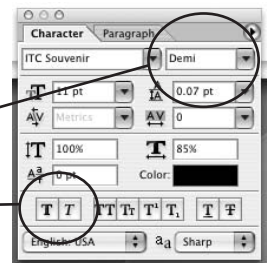 Character Paragraph
ITC Souvenir Demi
11 pt 0.07 pt
Metrics 0
100% 85%
0 pt Color:
T T TT Tr T¹ T₁ T T
English: USA aa Sharp